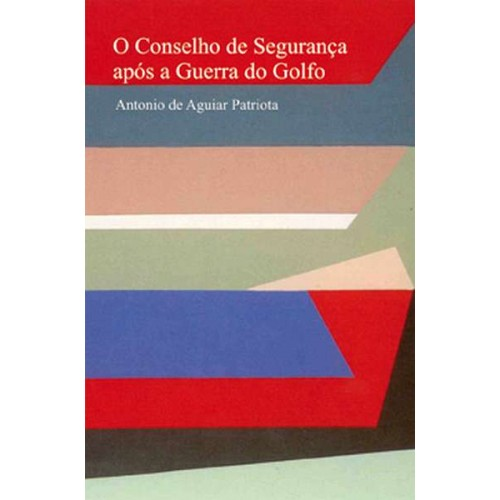 O Conselho de Segurança
após a Guerra do Golfo
Antonio de Aguiar Patriota